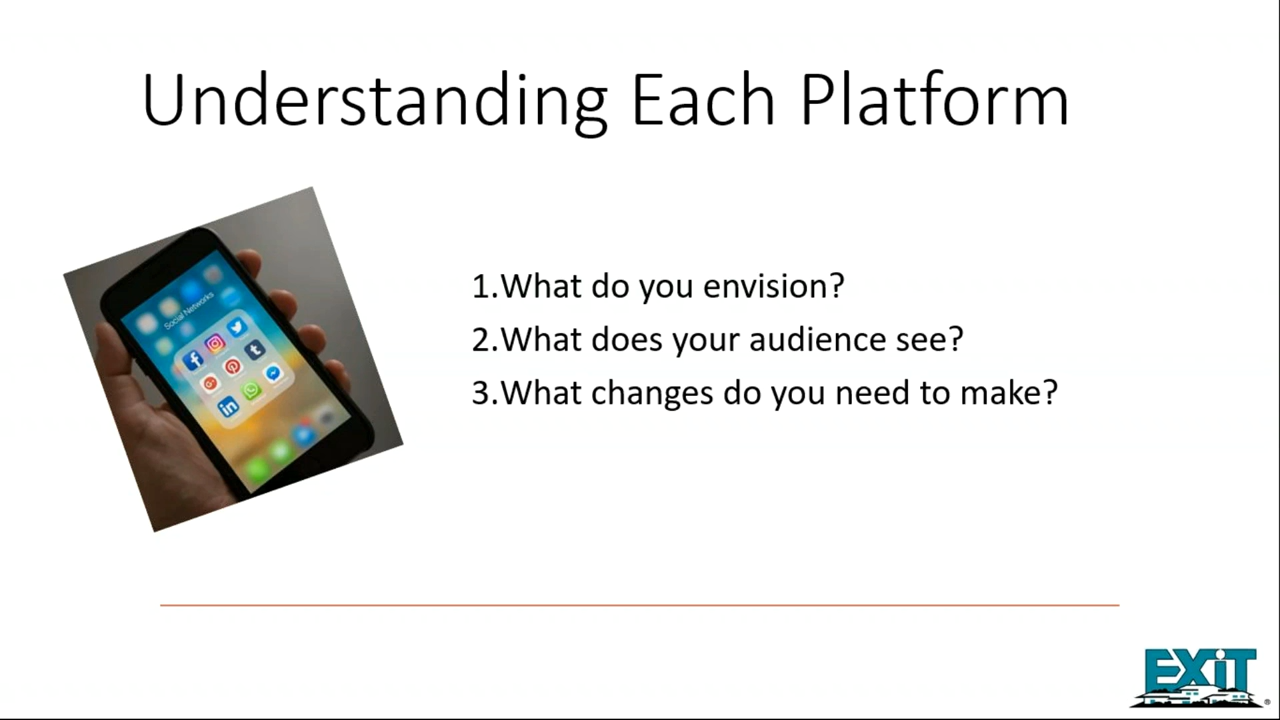 Understanding Each Platform
Social Networks
1.What do you envision?
2.What does your audience see?
3.What changes do you need to make?
EXiT
®